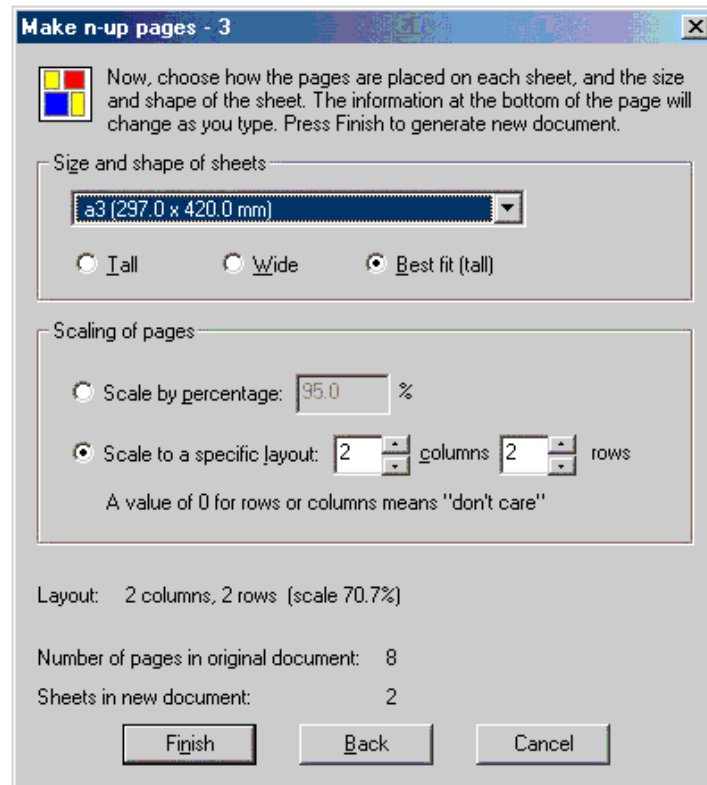 Make n-up pages - 3
Now, choose how the pages are placed on each sheet, and the size
and shape of the sheet. The information at the bottom of the page will
change as you type. Press Finish to generate new document.
Size and shape of sheets
a3 (297.0 x 420.0 mm)
Tall Wide Best fit (tall)
Scaling of pages
Scale by percentage: 95.0 %
Scale to a specific layout: 2 columns 2 rows
A value of 0 for rows or columns means "don't care"
Layout: 2 columns, 2 rows (scale 70.7%)
Number of pages in original document: 8
Sheets in new document: 2
Finish Back Cancel